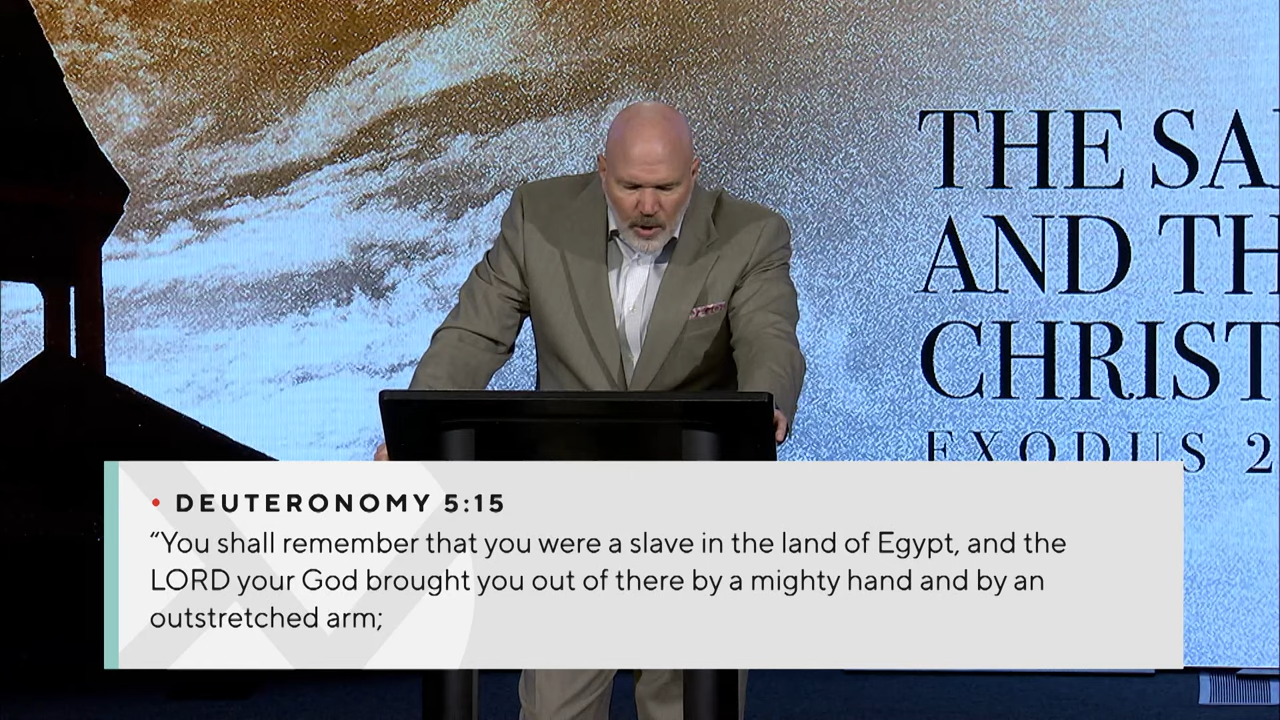 THE SA
AND TH
CHRIST
EXODUS 2
• DEUTERONOMY 5:15
“You shall remember that you were a slave in the land of Egypt, and the
LORD your God brought you out of there by a mighty hand and by an
outstretched arm;